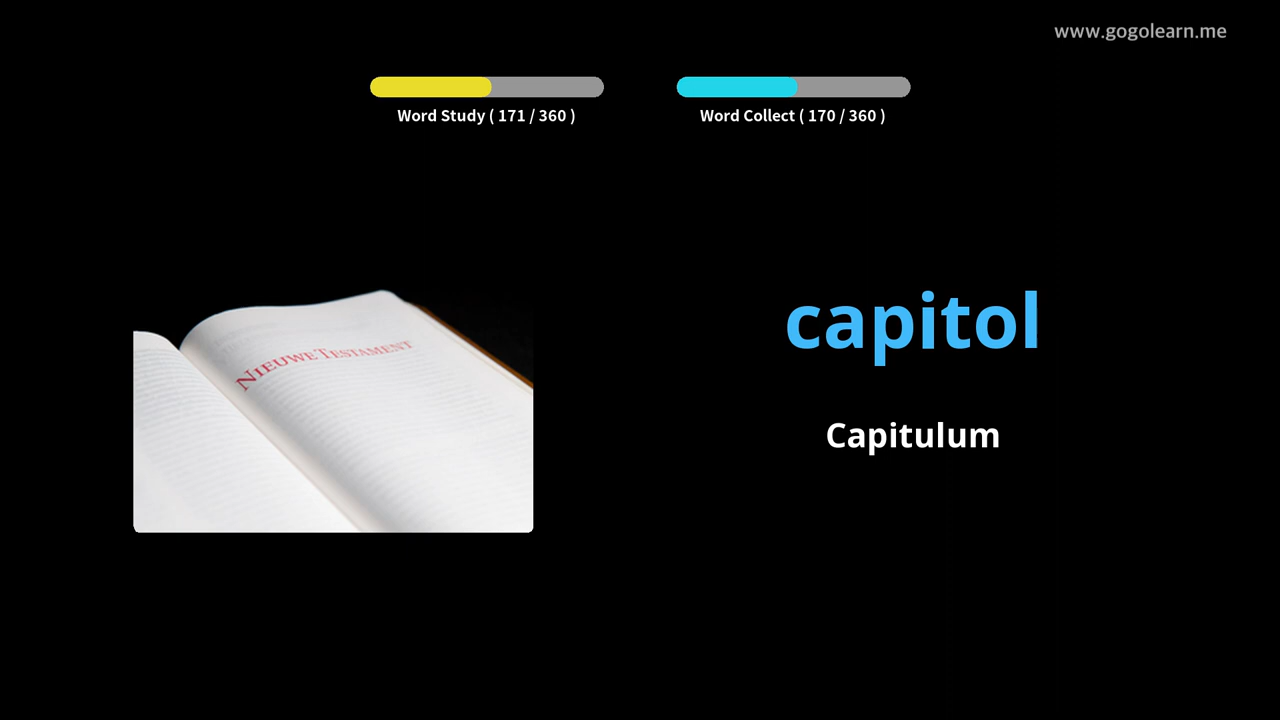 www.gogolearn.me
Word Study ( 171 / 360 )
Word Collect ( 170 / 360 )
NIEUWE TESTAMENT
capitol
Capitulum